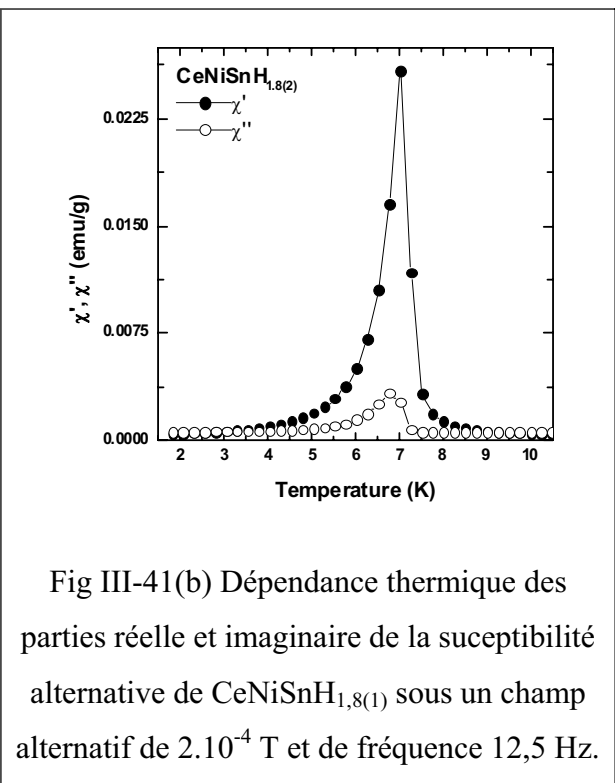 CeNiSnH1.8(2)
χ'
χ''
0.0225
0.0150
0.0075
0.0000
χ', χ'' (emu/g)
2 3 4 5 6 7 8 9 10
Temperature (K)
Fig III-41(b) Dépendance thermique des
parties réelle et imaginaire de la suceptibilité
alternative de CeNiSnH1,8(1) sous un champ
alternatif de 2.10-4 T et de fréquence 12,5 Hz.